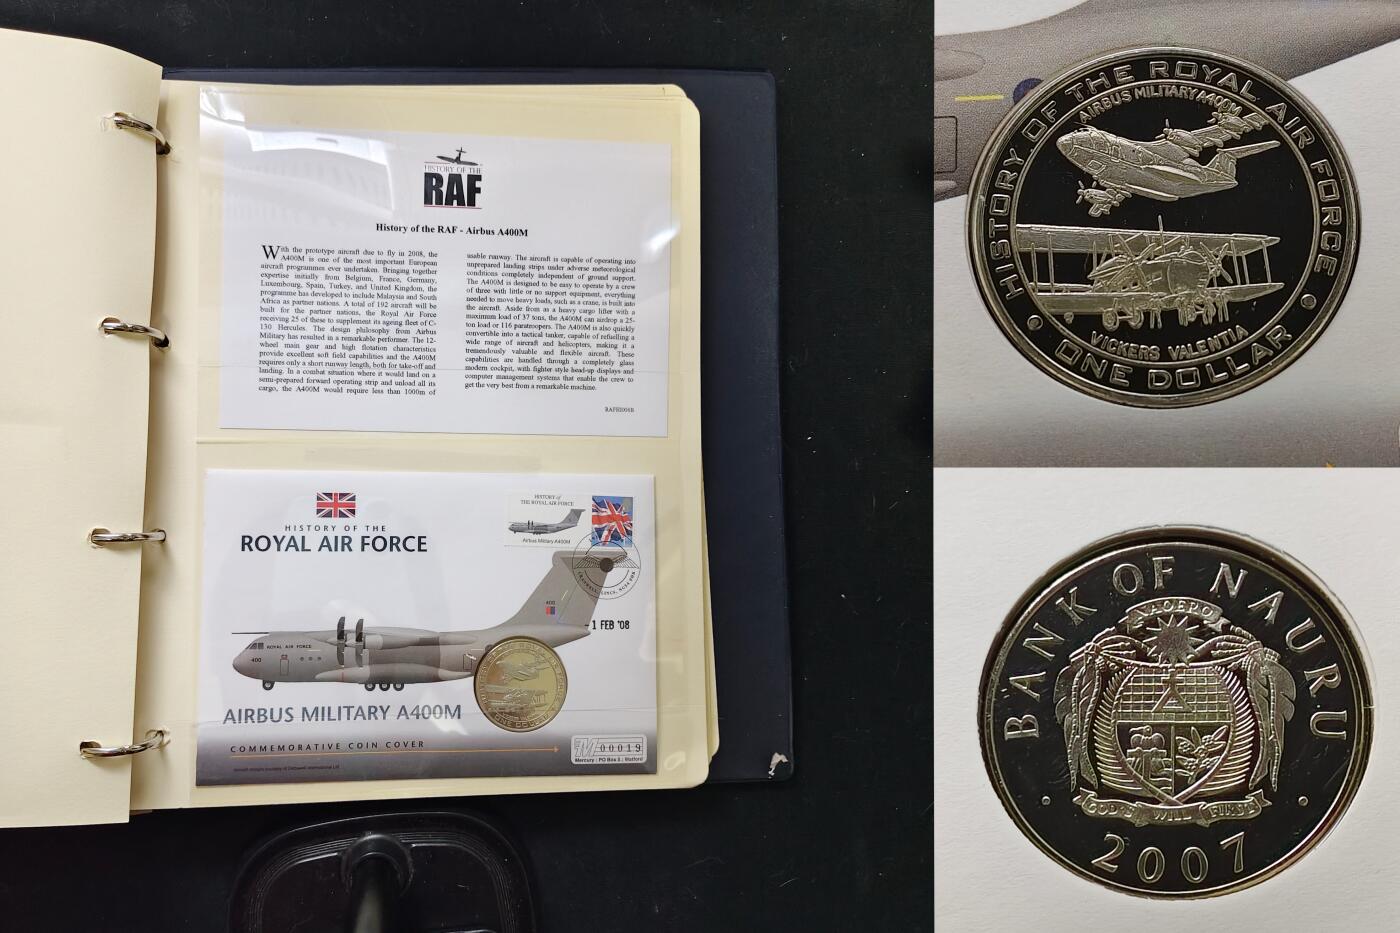 HISTORY OF THE
RAF
History of the RAF - Airbus A400M
With the prototype aircraft due to fly in 2008, the
A400M is one of the most important European
aircraft programmes ever undertaken. Bringing together
expertise initially from Belgium, France, Germany,
Luxembourg, Spain, Turkey, and United Kingdom, the
programme has developed to include Malaysia and South
Africa as partner nations. A total of 192 aircraft will be
built for the partner nations, the Royal Air Force
receiving 25 of these to supplement its ageing fleet of C-
130 Hercules. The design philosophy from Airbus
Military has resulted in a remarkable performer. The 12-
wheel main gear and high flotation characteristics
provide excellent soft field capabilities and the A400M
requires only a short runway length, both for take-off and
landing. In a combat situation where it would land on a
semi-prepared forward operating strip and unload all its
cargo, the A400M would require less than 1000m of
usable runway. The aircraft is capable of operating into
unprepared landing strips under adverse meteorological
conditions completely independent of ground support.
The A400M is designed to be easy to operate by a crew
of three with little or no support equipment, everything
needed to move heavy loads, such as a crane, is built into
the aircraft. Aside from as a heavy cargo lifter with a
maximum load of 37 tons, the A400M can airdrop a 25-
ton load or 116 paratroopers. The A400M is also quickly
convertible into a tactical tanker, capable of refuelling a
wide range of aircraft and helicopters, making it a
tremendously valuable and flexible aircraft. These
capabilities are handled through a completely glass
modern cockpit, with fighter style head-up displays and
computer management systems that enable the crew to
get the very best from a remarkable machine.
HISTORY OF THE
ROYAL AIR FORCE
HISTORY of
THE ROYAL AIR FORCE
Airbus Military A400M
- 1 FEB '08
400
ROYAL AIR FORCE
400
AIRBUS MILITARY A400M
COMMEMORATIVE COIN COVER
00019
Mercury : PO Box 5 : Watford
HISTORY OF THE ROYAL AIR FORCE
AIRBUS MILITARY A400M
VICKERS VALENTIA
ONE DOLLAR
BANK OF NAURU
NAOERO
GOD'S WILL FIRST
2007